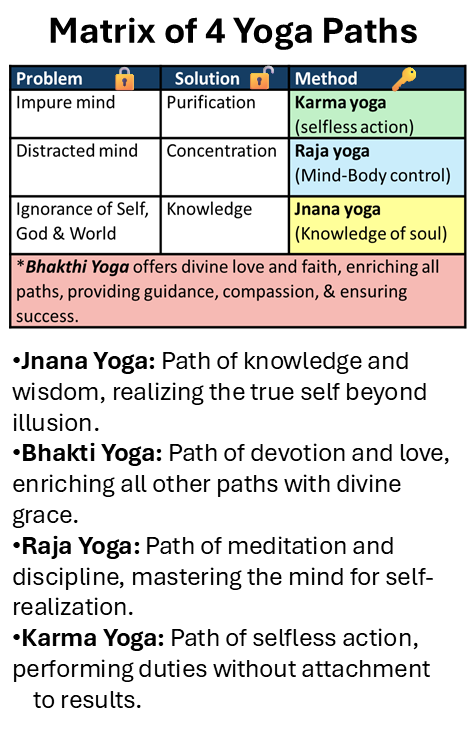 Matrix of 4 Yoga Paths
Problem Solution Method
Impure mind Purification Karma yoga
(selfless action)
Distracted mind Concentration Raja yoga
(Mind-Body control)
Ignorance of Self, Knowledge Jnana yoga
God & World (Knowledge of soul)
*Bhakthi Yoga offers divine love and faith, enriching all
paths, providing guidance, compassion, & ensuring
success.
•Jnana Yoga: Path of knowledge and
wisdom, realizing the true self beyond
illusion.
•Bhakti Yoga: Path of devotion and love,
enriching all other paths with divine
grace.
•Raja Yoga: Path of meditation and
discipline, mastering the mind for self-
realization.
•Karma Yoga: Path of selfless action,
performing duties without attachment
to results.